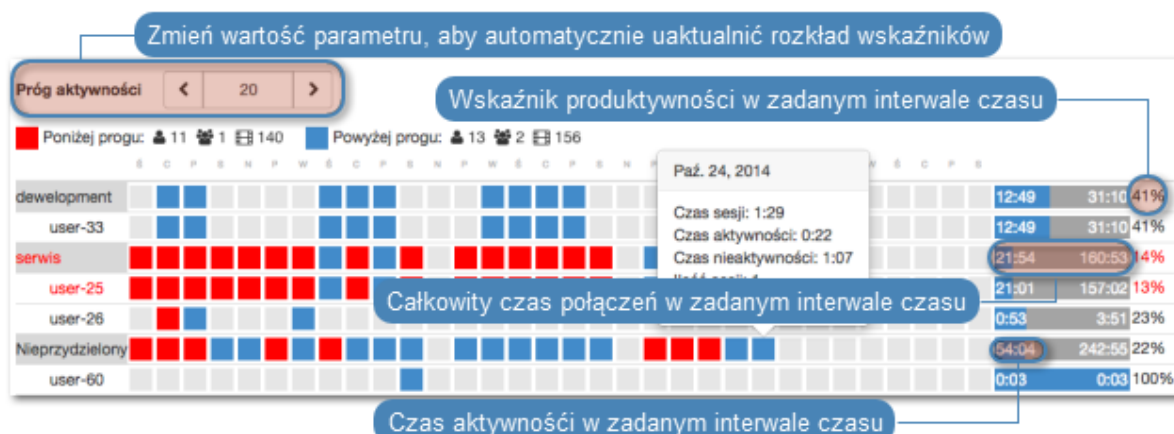 Zmień wartość parametru, aby automatycznie uaktualnić rozkład wskaźników
Próg aktywności 20
Wskaźnik produktywności w zadanym interwale czasu
Poniżej progu: 11 1 140 Powyżej progu: 13 2 156
Ś C P S N P W Ś C P S N P W Ś C P S N P W Ś C P S
Paź. 24, 2014
dewelopment 12:49 31:10 41%
Czas sesji: 1:29
user-33 12:49 31:10 41%
Czas aktywności: 0:22
serwis 21:54 160:53 14%
Czas nieaktywności: 1:07
user-25 21:01 157:02 13%
Całkowity czas połączeń w zadanym interwale czasu
user-26 0:53 3:51 23%
Nieprzydzielony 54:04 242:55 22%
user-60 0:03 0:03 100%
Czas aktywnośći w zadanym interwale czasu